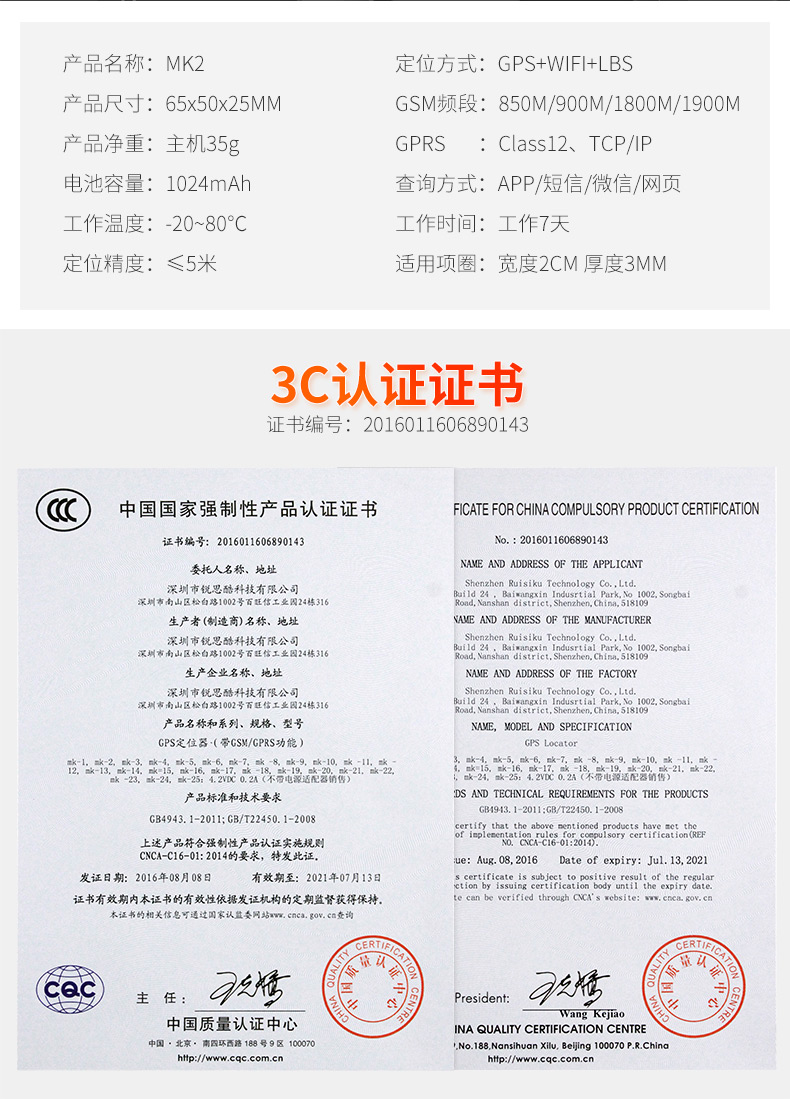 产品名称：MK2
定位方式：GPS+WIFI+LBS
产品尺寸：65x50x25MM
GSM频段：850M/900M/1800M/1900M
产品净重：主机35g
GPRS ：Class12、TCP/IP
电池容量：1024mAh
查询方式：APP/短信/微信/网页
工作温度：-20~80℃
工作时间：工作7天
定位精度：≤5米
适用项圈：宽度2CM 厚度3MM
3C认证证书
证书编号：2016011606890143
中国国家强制性产品认证证书
证书编号：2016011606890143
委托人名称、地址
深圳市锐思酷科技有限公司
深圳市南山区松白路1002号百旺信工业园24栋316
生产者(制造商)名称、地址
深圳市锐思酷科技有限公司
深圳市南山区松白路1002号百旺信工业园24栋316
生产企业名称、地址
深圳市锐思酷科技有限公司
深圳市南山区松白路1002号百旺信工业园24栋316
产品名称和系列、规格、型号
GPS定位器·(带GSM/GPRS功能)
mk-1, mk-2, mk-3, mk-4, mk-5, mk-6, mk-7, mk -8, mk-9, mk-10, mk -11, mk -
12, mk-13, mk-14, mk=15, mk-16, mk-17, mk -18, mk-19, mk-20, mk-21, mk-22,
mk -23, mk-24, mk-25：4.2VDC 0.2A（不带电源适配器销售）
产品标准和技术要求
GB4943.1-2011;GB/T22450.1-2008
上述产品符合强制性产品认证实施规则
CNCA-C16-01:2014的要求，特发此证。
发证日期：2016年08月08日 有效期至：2021年07月13日
证书有效期内本证书的有效性依据发证机构的定期监督获得保持。
本证书的相关信息可通过国家认监委网站www.cnca.gov.cn查询
CQC
主 任：
中国质量认证中心
CHINA QUALITY CERTIFICATION CENTRE
中国质量认证中心
中国·北京·南四环西路188号9区 100070
http://www.cqc.com.cn
FICATE FOR CHINA COMPULSORY PRODUCT CERTIFICATION
No.：2016011606890143
NAME AND ADDRESS OF THE APPLICANT
Shenzhen Ruisiku Technology Co.,Ltd.
Build 24 , Baiwangxin Indusrtial Park,No 1002,Songbai
Road,Nanshan district,Shenzhen,China,518109
NAME AND ADDRESS OF THE MANUFACTURER
Shenzhen Ruisiku Technology Co.,Ltd.
Build 24 , Baiwangxin Indusrtial Park,No 1002,Songbai
Road,Nanshan district,Shenzhen,China,518109
NAME AND ADDRESS OF THE FACTORY
Shenzhen Ruisiku Technology Co.,Ltd.
Build 24 , Baiwangxin Indusrtial Park,No 1002,Songbai
Road,Nanshan district,Shenzhen,China,518109
NAME, MODEL AND SPECIFICATION
GPS Locator
3, mk-4, mk-5, mk-6, mk-7, mk -8, mk-9, mk-10, mk -11, mk -
4, mk=15, mk-16, mk-17, mk -18, mk-19, mk-20, mk-21, mk-22,
, mk-24, mk-25：4.2VDC 0.2A（不带电源适配器销售）
DS AND TECHNICAL REQUIREMENTS FOR THE PRODUCTS
GB4943.1-2011;GB/T22450.1-2008
certify that the above mentioned products have met the
of implementation rules for compulsory certification(REF
NO. CNCA-C16-01:2014).
ue: Aug.08,2016 Date of expiry: Jul.13,2021
s certificate is subject to positive result of the regular
ction by issuing certification body until the expiry date.
te can be verified through CNCA's website: www.cnca.gov.cn
President:
Wang Kejiao
CHINA QUALITY CERTIFICATION CENTRE
中国质量认证中心
INA QUALITY CERTIFICATION CENTRE
,No.188,Nansihuan Xilu, Beijing 100070 P.R.China
http://www.cqc.com.cn